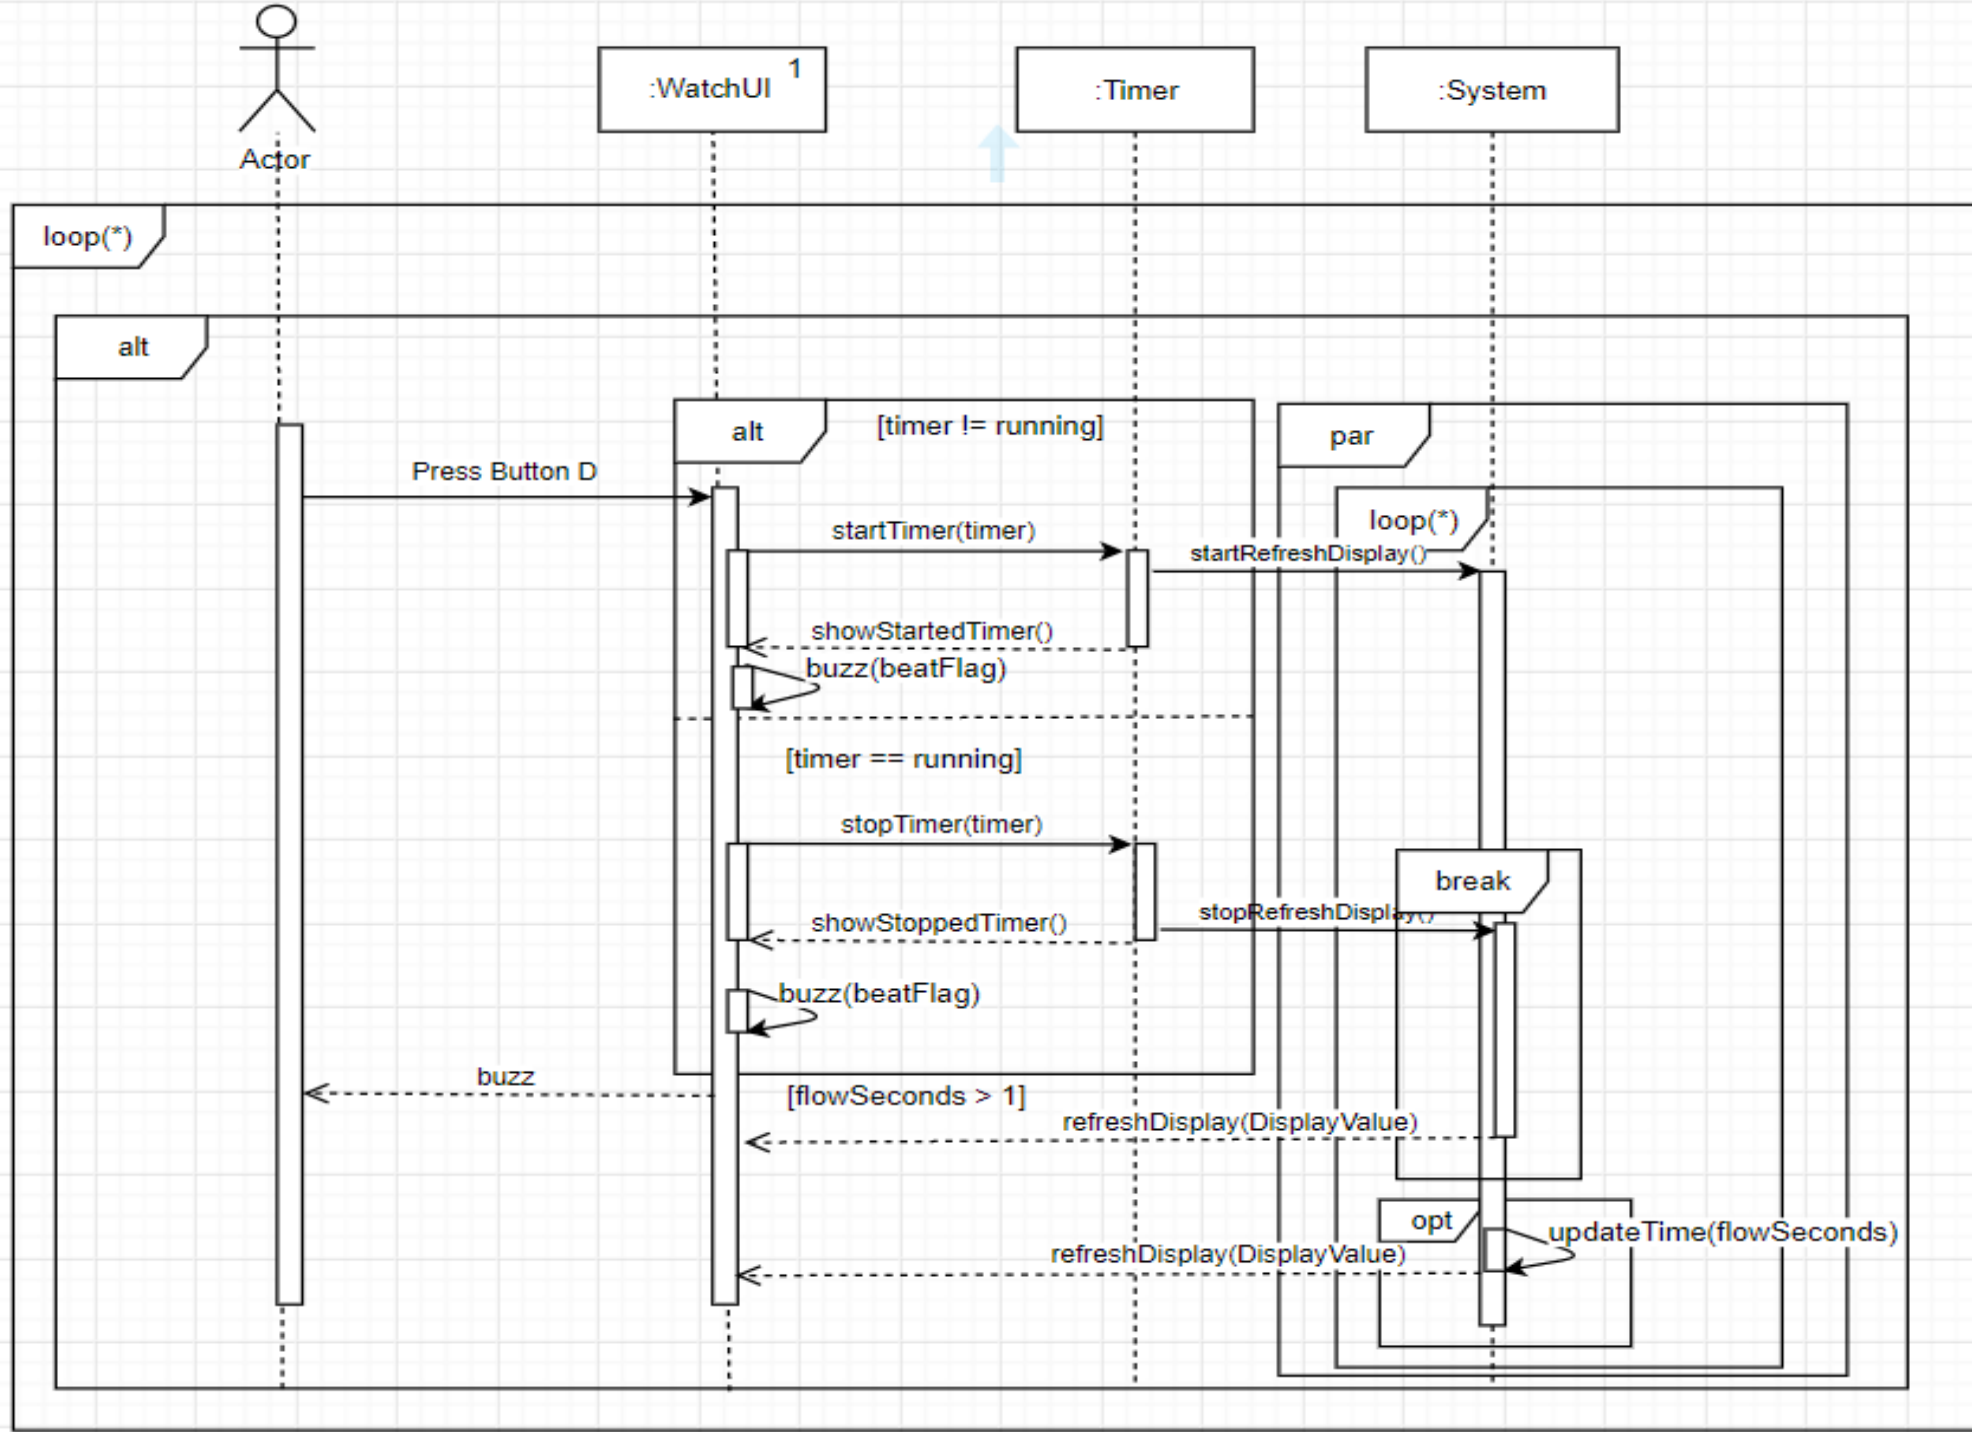 1
:WatchUI
:Timer
:System
Actor
loop(*)
alt
alt
[timer != running]
par
Press Button D
loop(*)
startTimer(timer)
startRefreshDisplay()
showStartedTimer()
buzz(beatFlag)
[timer == running]
stopTimer(timer)
break
stopRefreshDisplay()
showStoppedTimer()
buzz(beatFlag)
buzz
[flowSeconds > 1]
refreshDisplay(DisplayValue)
opt
updateTime(flowSeconds)
refreshDisplay(DisplayValue)